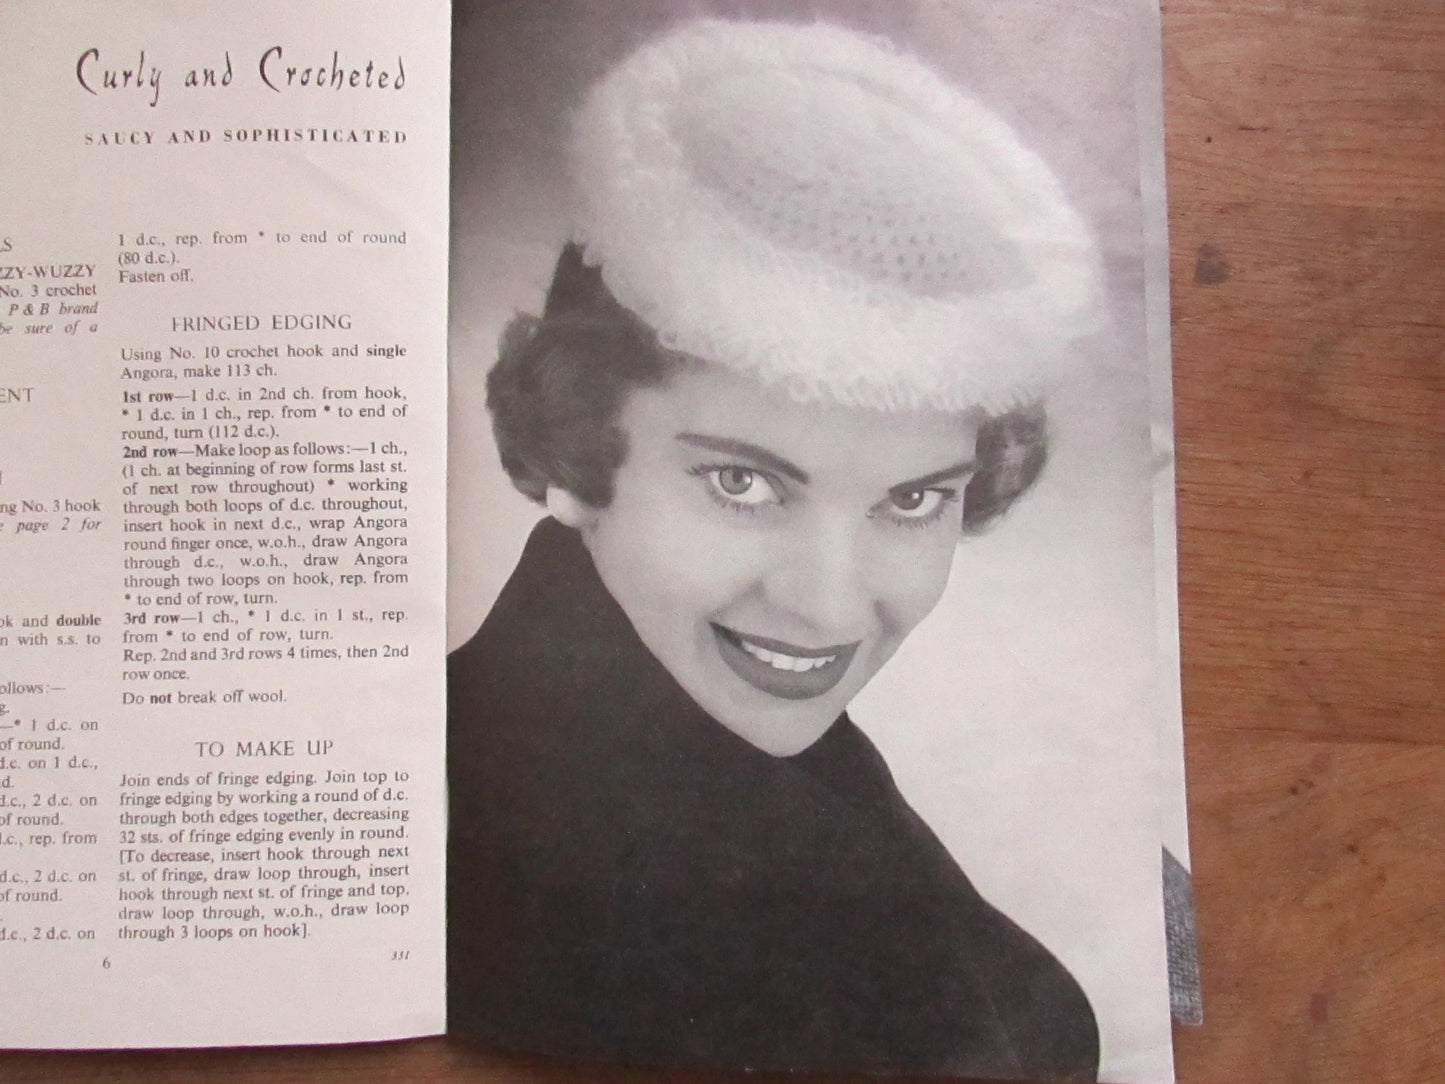 Curly and Crocheted
SAUCY AND SOPHISTICATED
LS
ZZY-WUZZY
No. 3 crochet
P & B brand
be sure of a
ENT
ng No. 3 hook
page 2 for
ok and double
n with s.s. to
ollows:—
g.
—* 1 d.c. on
of round.
d.c. on 1 d.c.,
d.
d.c., 2 d.c. on
of round.
d.c., rep. from
d.c., 2 d.c. on
of round.
d.c., 2 d.c. on
6
1 d.c., rep. from * to end of round
(80 d.c.).
Fasten off.
FRINGED EDGING
Using No. 10 crochet hook and single
Angora, make 113 ch.
1st row—1 d.c. in 2nd ch. from hook,
* 1 d.c. in 1 ch., rep. from * to end of
round, turn (112 d.c.).
2nd row—Make loop as follows:—1 ch.,
(1 ch. at beginning of row forms last st.
of next row throughout) * working
through both loops of d.c. throughout,
insert hook in next d.c., wrap Angora
round finger once, w.o.h., draw Angora
through d.c., w.o.h., draw Angora
through two loops on hook, rep. from
* to end of row, turn.
3rd row—1 ch., * 1 d.c. in 1 st., rep.
from * to end of row, turn.
Rep. 2nd and 3rd rows 4 times, then 2nd
row once.
Do not break off wool.
TO MAKE UP
Join ends of fringe edging. Join top to
fringe edging by working a round of d.c.
through both edges together, decreasing
32 sts. of fringe edging evenly in round.
[To decrease, insert hook through next
st. of fringe, draw loop through, insert
hook through next st. of fringe and top,
draw loop through, w.o.h., draw loop
through 3 loops on hook].
331